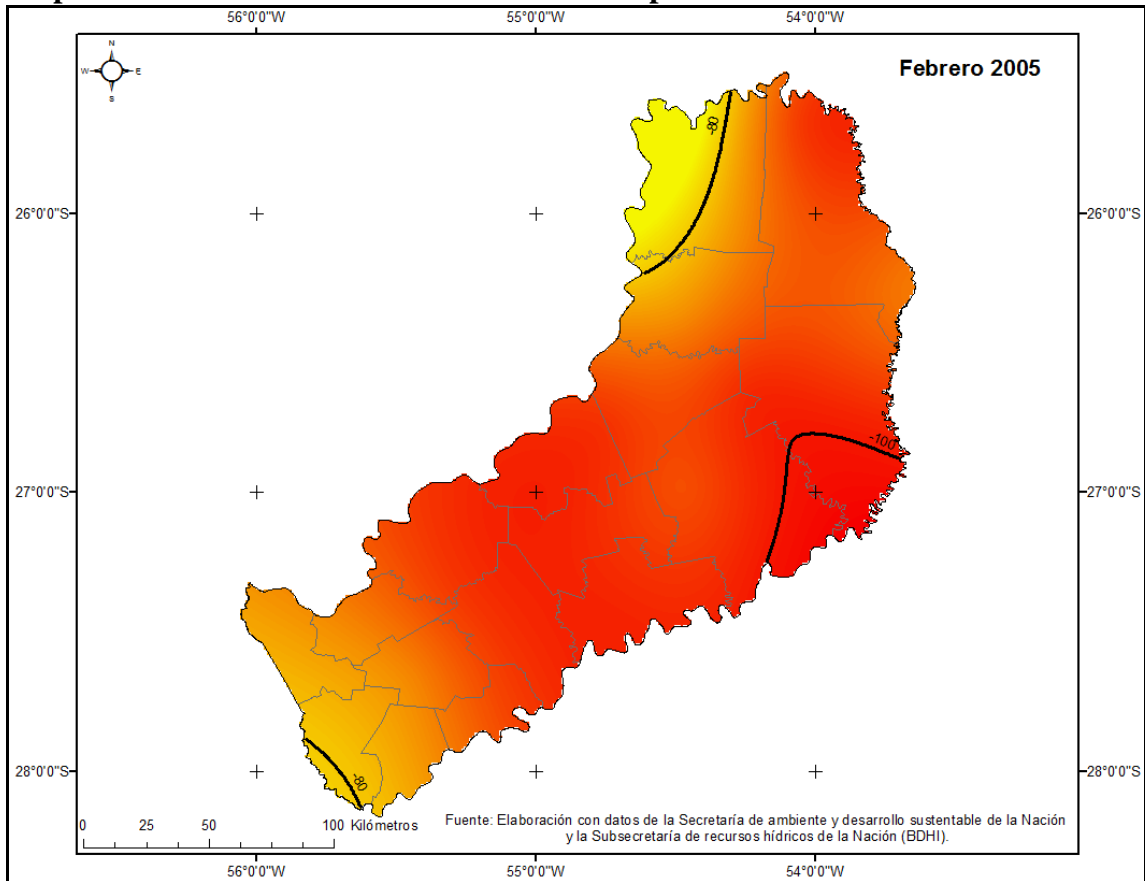 56°0'0"W 55°0'0"W 54°0'0"W
N
W E
S
Febrero 2005
-80
26°0'0"S 26°0'0"S
-100
27°0'0"S 27°0'0"S
-80
28°0'0"S 28°0'0"S
0 25 50 100 Kilómetros
Fuente: Elaboración con datos de la Secretaría de ambiente y desarrollo sustentable de la Nación
y la Subsecretaría de recursos hídricos de la Nación (BDHI).
56°0'0"W 55°0'0"W 54°0'0"W